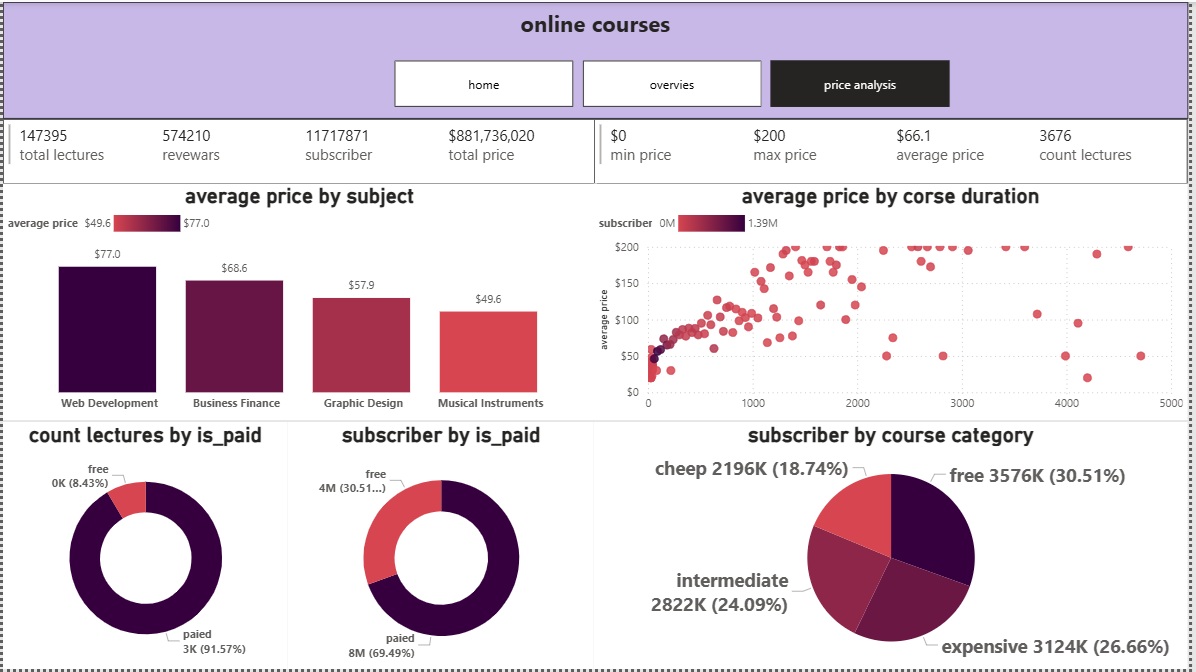 online courses
home
overvies
price analysis
147395
total lectures
574210
revewars
11717871
subscriber
$881,736,020
total price
$0
min price
$200
max price
$66.1
average price
3676
count lectures
average price by subject
average price $49.6 $77.0
$77.0
$68.6
$57.9
$49.6
Web Development
Business Finance
Graphic Design
Musical Instruments
average price by corse duration
subscriber 0M 1.39M
average price
$200
$150
$100
$50
$0
0
1000
2000
3000
4000
5000
count lectures by is_paid
free
0K (8.43%)
paied
3K (91.57%)
subscriber by is_paid
free
4M (30.51...)
paied
8M (69.49%)
subscriber by course category
cheep 2196K (18.74%)
free 3576K (30.51%)
intermediate
2822K (24.09%)
expensive 3124K (26.66%)